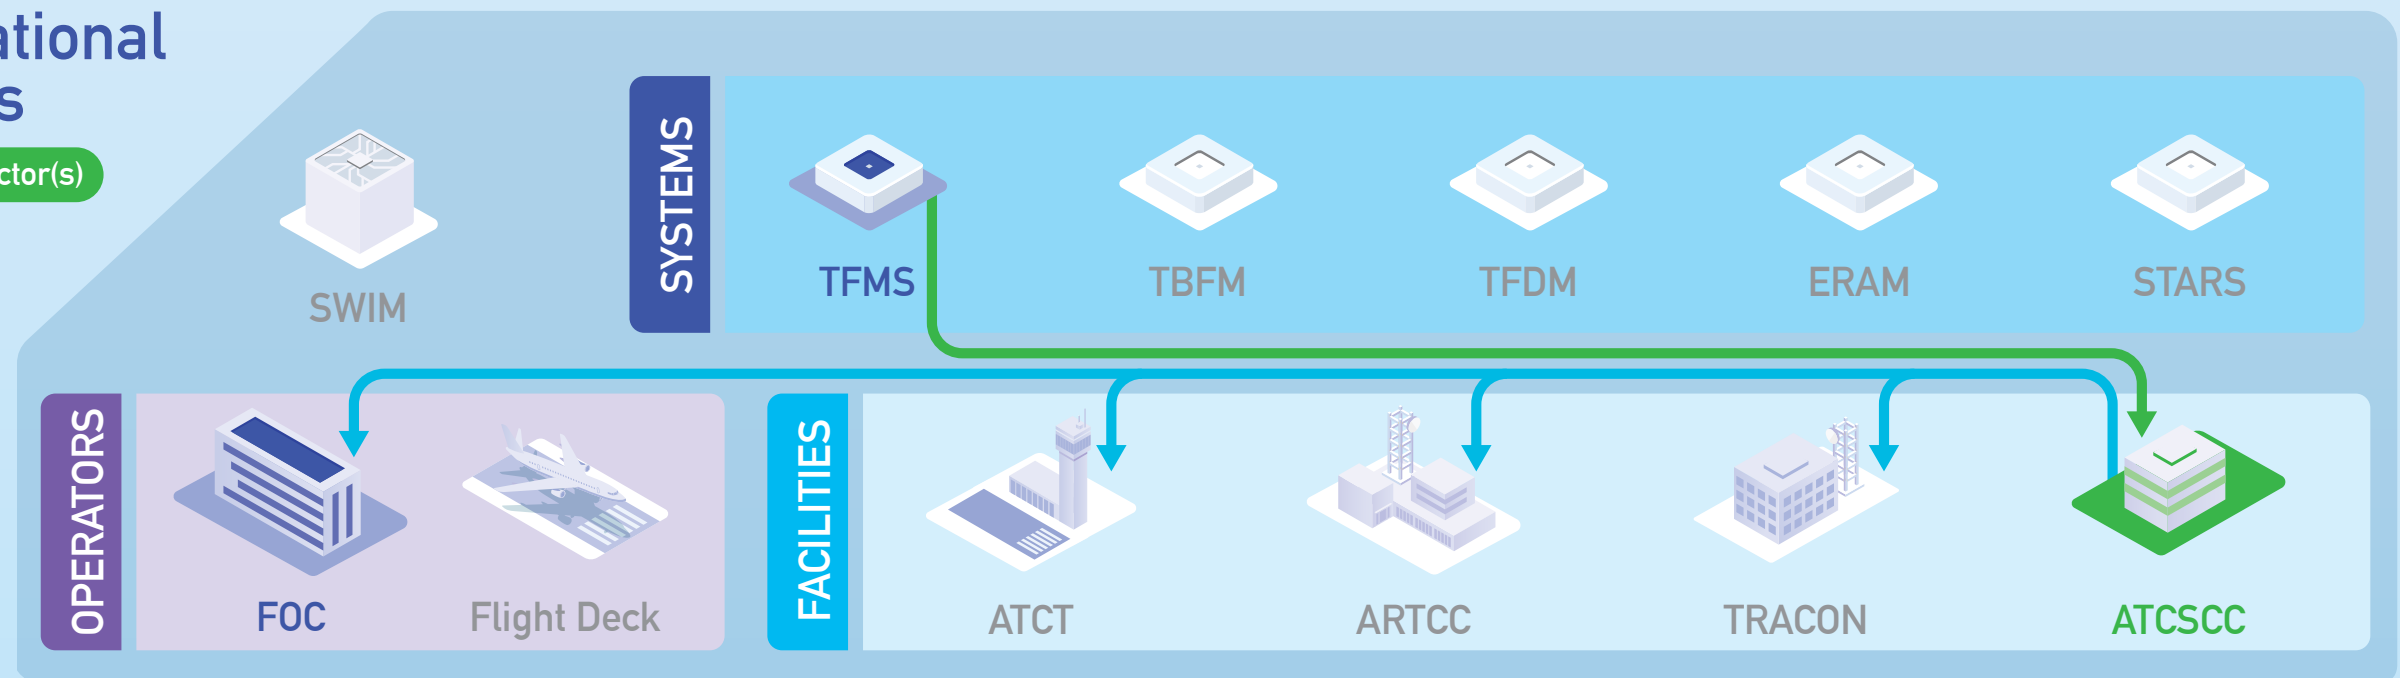 ational
s
ctor(s)
SYSTEMS
TFMS
TBFM
TFDM
ERAM
STARS
SWIM
OPERATORS
FOC
Flight Deck
FACILITIES
ATCT
ARTCC
TRACON
ATCSCC